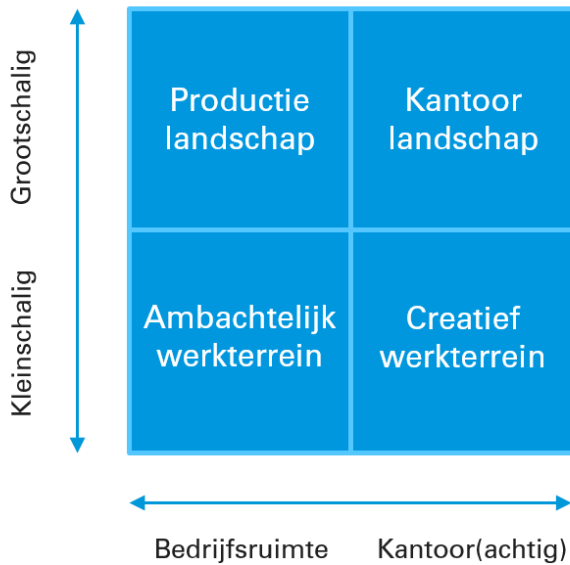 Grootschalig
Productie
landschap
Kantoor
landschap
Kleinschalig
Ambachtelijk
werkterrein
Creatief
werkterrein
Bedrijfsruimte
Kantoor(achtig)